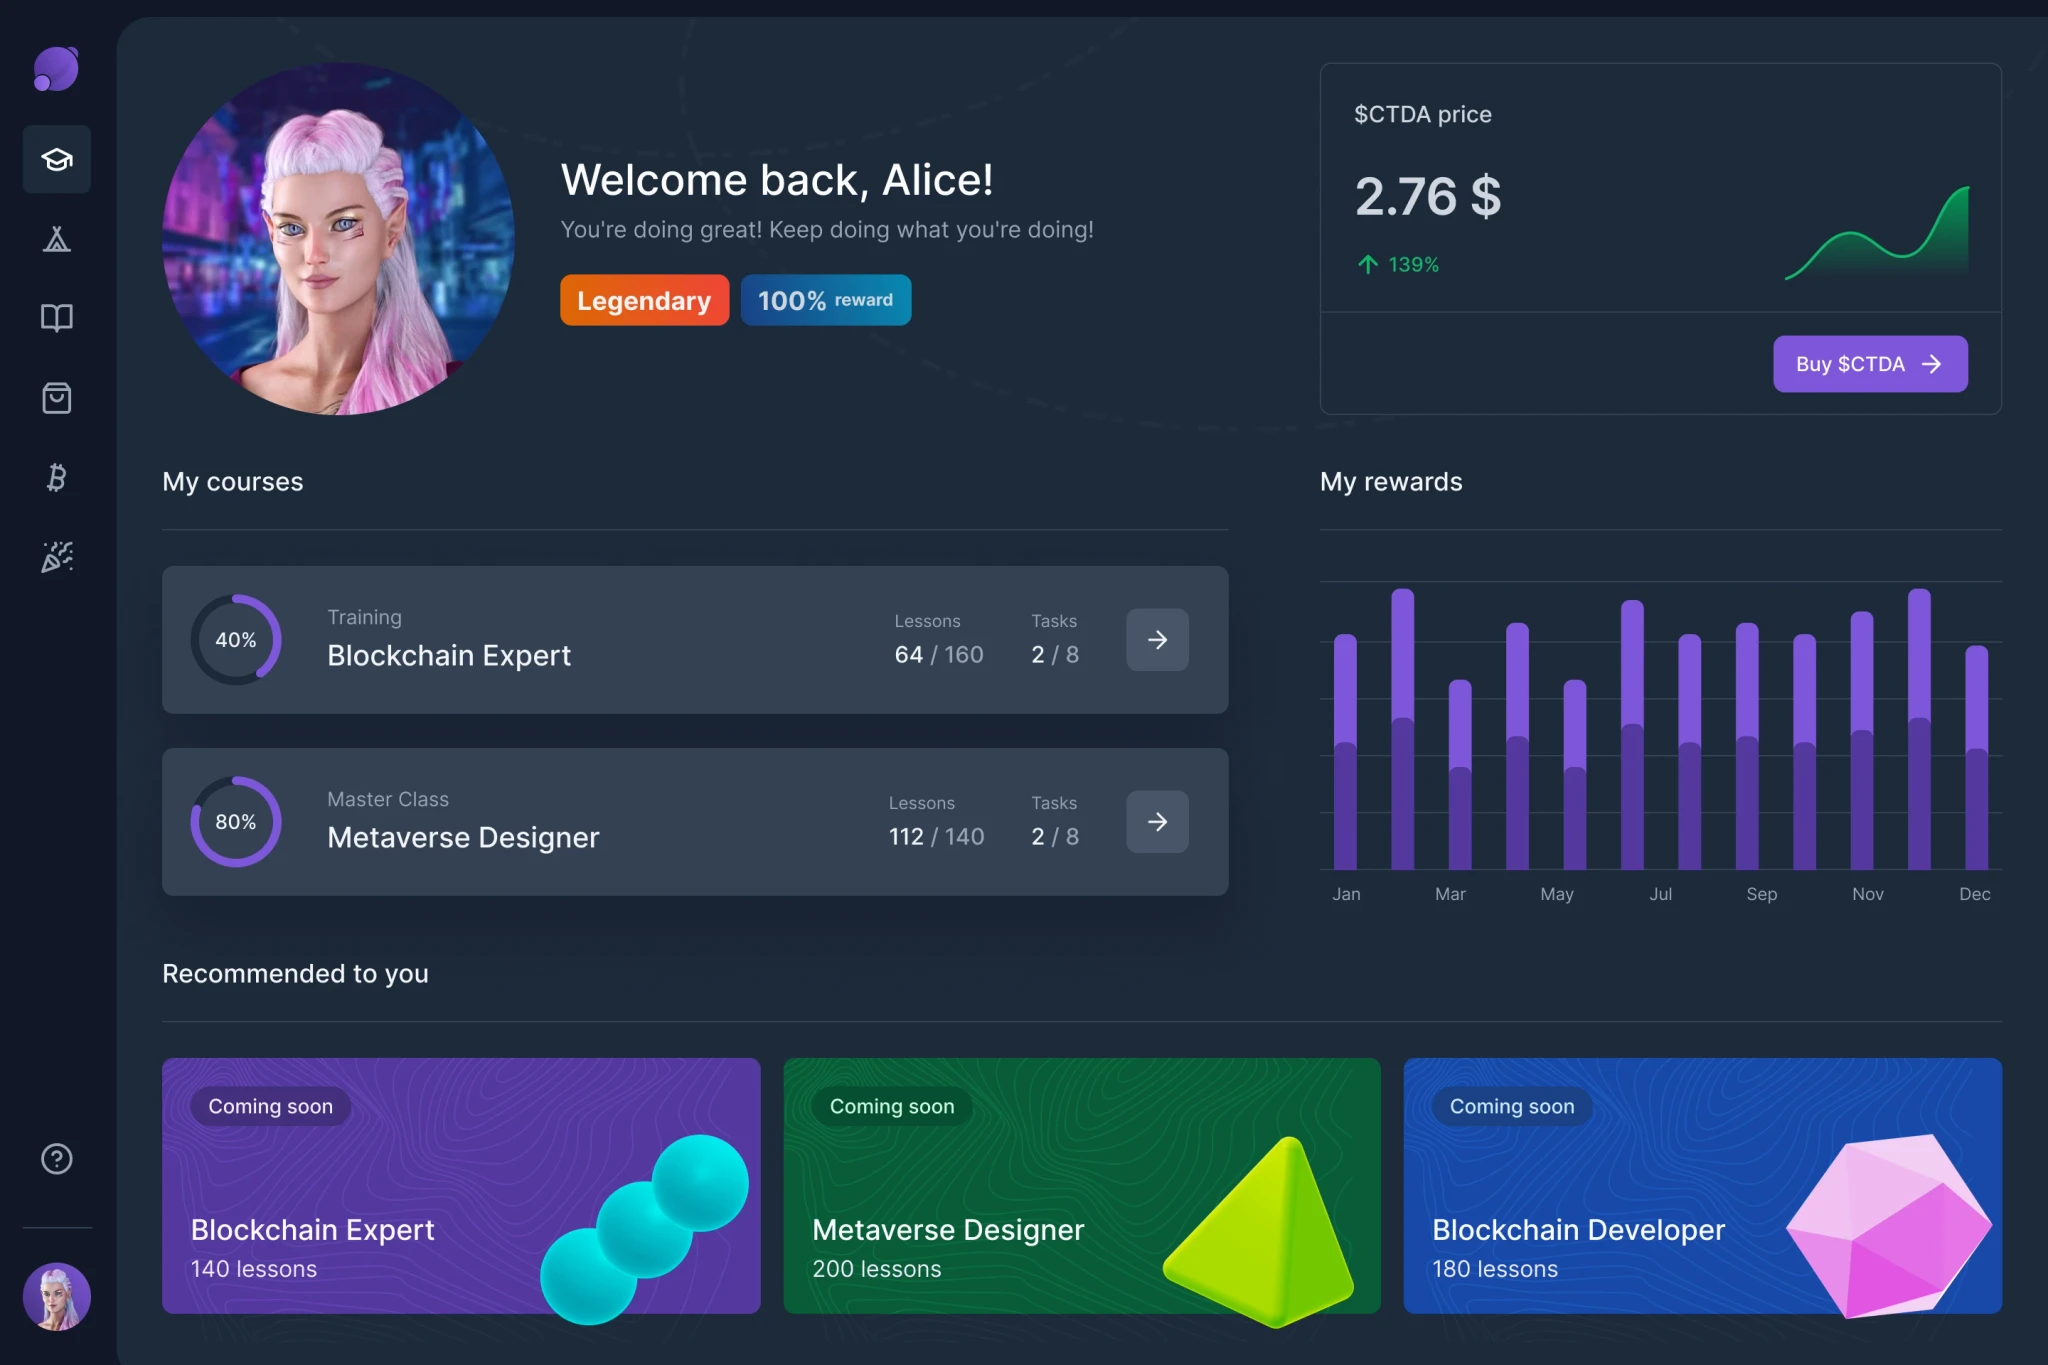 Welcome back, Alice!
You're doing great! Keep doing what you're doing!
Legendary
100% reward
$CTDA price
2.76 $
139%
Buy $CTDA
My courses
40%
Training
Blockchain Expert
Lessons
64 / 160
Tasks
2 / 8
80%
Master Class
Metaverse Designer
Lessons
112 / 140
Tasks
2 / 8
My rewards
Jan Mar May Jul Sep Nov Dec
Recommended to you
Coming soon
Blockchain Expert
140 lessons
Coming soon
Metaverse Designer
200 lessons
Coming soon
Blockchain Developer
180 lessons